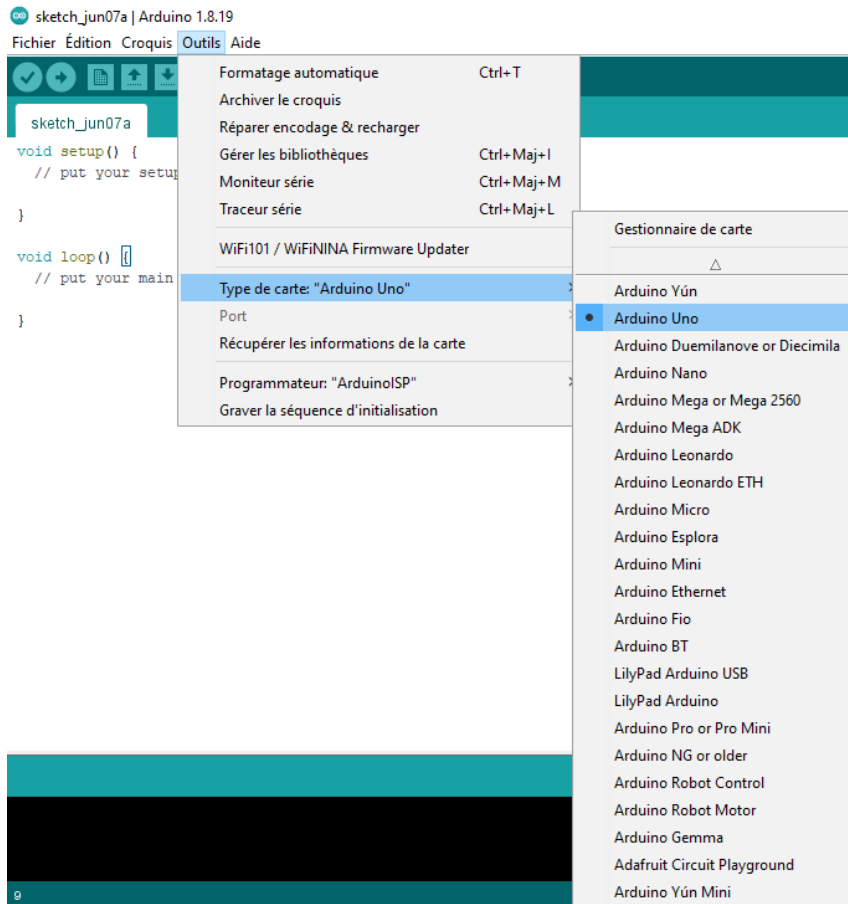 sketch_jun07a | Arduino 1.8.19
Fichier Édition Croquis Outils Aide
sketch_jun07a
void setup() {
// put your setup
}
void loop() {
// put your main
}
Formatage automatique Ctrl+T
Archiver le croquis
Réparer encodage & recharger
Gérer les bibliothèques Ctrl+Maj+I
Moniteur série Ctrl+Maj+M
Traceur série Ctrl+Maj+L
WiFi101 / WiFiNINA Firmware Updater
Type de carte: "Arduino Uno"
Port
Récupérer les informations de la carte
Programmateur: "ArduinoISP"
Graver la séquence d'initialisation
Gestionnaire de carte
Arduino Yún
Arduino Uno
Arduino Duemilanove or Diecimila
Arduino Nano
Arduino Mega or Mega 2560
Arduino Mega ADK
Arduino Leonardo
Arduino Leonardo ETH
Arduino Micro
Arduino Esplora
Arduino Mini
Arduino Ethernet
Arduino Fio
Arduino BT
LilyPad Arduino USB
LilyPad Arduino
Arduino Pro or Pro Mini
Arduino NG or older
Arduino Robot Control
Arduino Robot Motor
Arduino Gemma
Adafruit Circuit Playground
Arduino Yún Mini
9